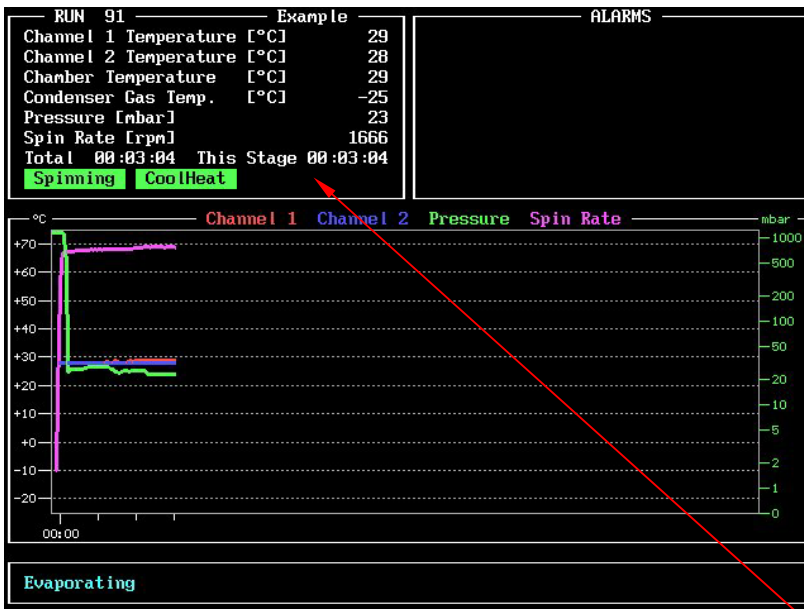 RUN 91 Example
Channel 1 Temperature [°C] 29
Channel 2 Temperature [°C] 28
Chamber Temperature [°C] 29
Condenser Gas Temp. [°C] -25
Pressure [mbar] 23
Spin Rate [rpm] 1666
Total 00:03:04 This Stage 00:03:04
Spinning CoolHeat
ALARMS
°C Channel 1 Channel 2 Pressure Spin Rate mbar
+70
+60
+50
+40
+30
+20
+10
+0
-10
-20
1000
500
200
100
50
20
10
5
2
1
0
00:00
Evaporating